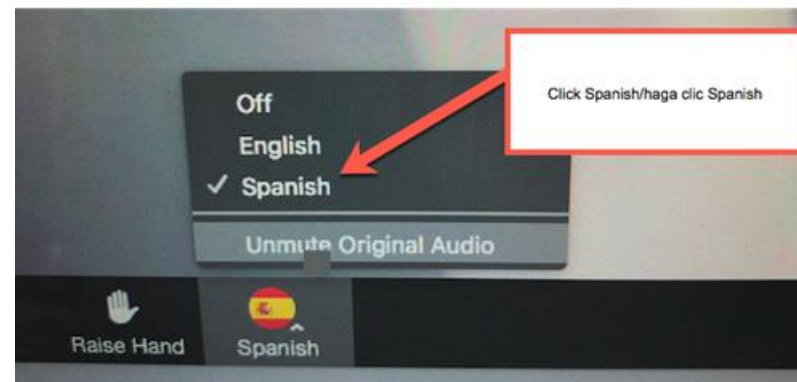 Off
English
Spanish
Unmute Original Audio
Click Spanish/haga clic Spanish
Raise Hand
Spanish